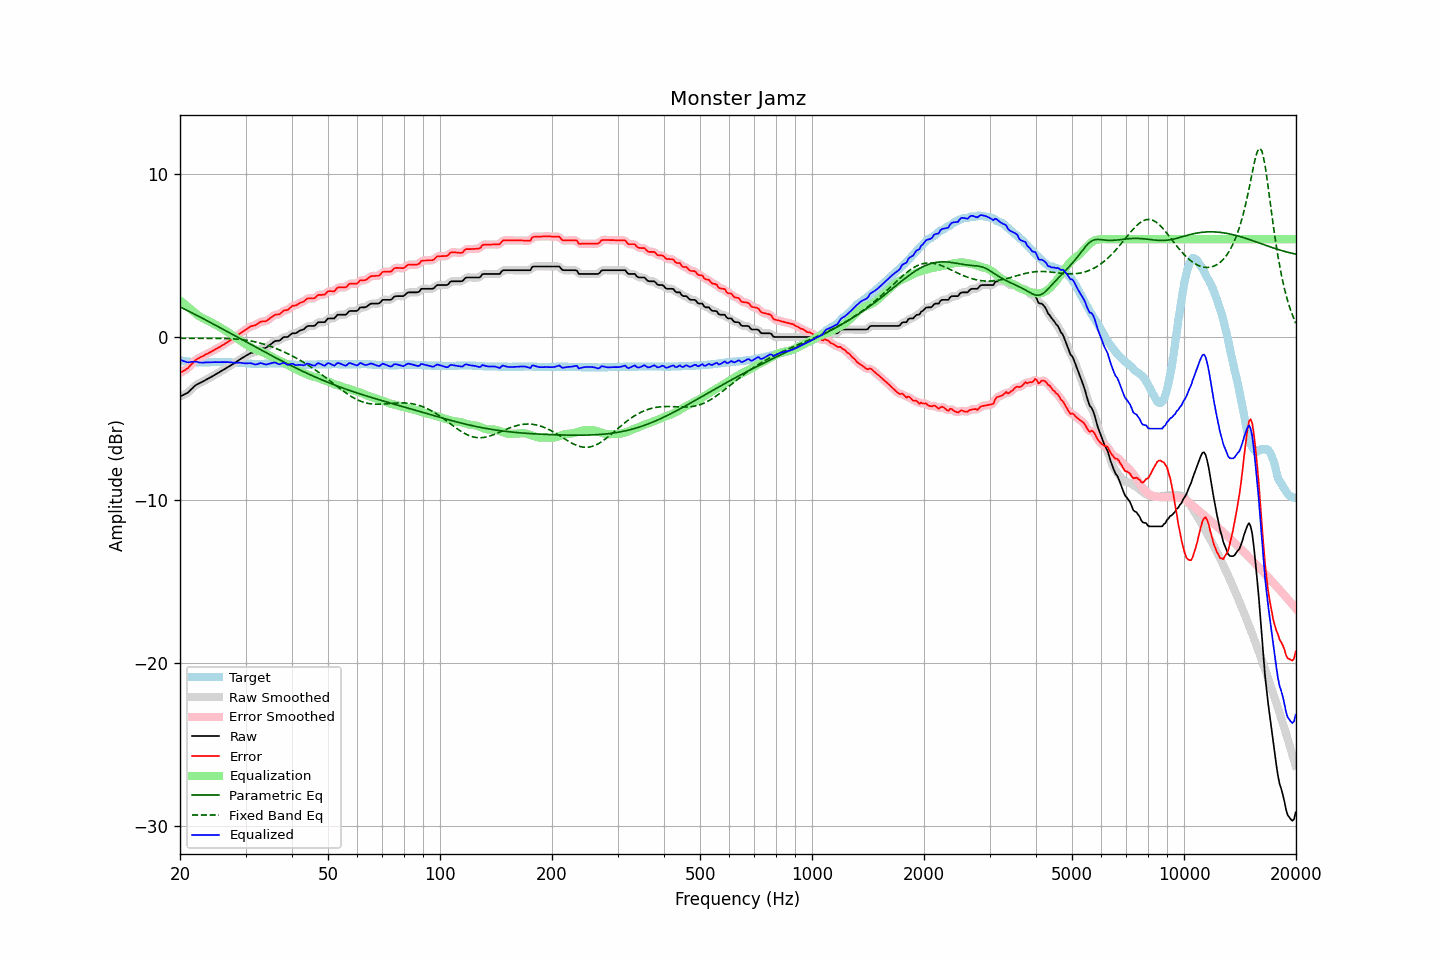 Monster Jamz
Amplitude (dBr)
10
0
−10
−20
−30
Target
Raw Smoothed
Error Smoothed
Raw
Error
Equalization
Parametric Eq
Fixed Band Eq
Equalized
20 50 100 200 500 1000 2000 5000 10000 20000
Frequency (Hz)